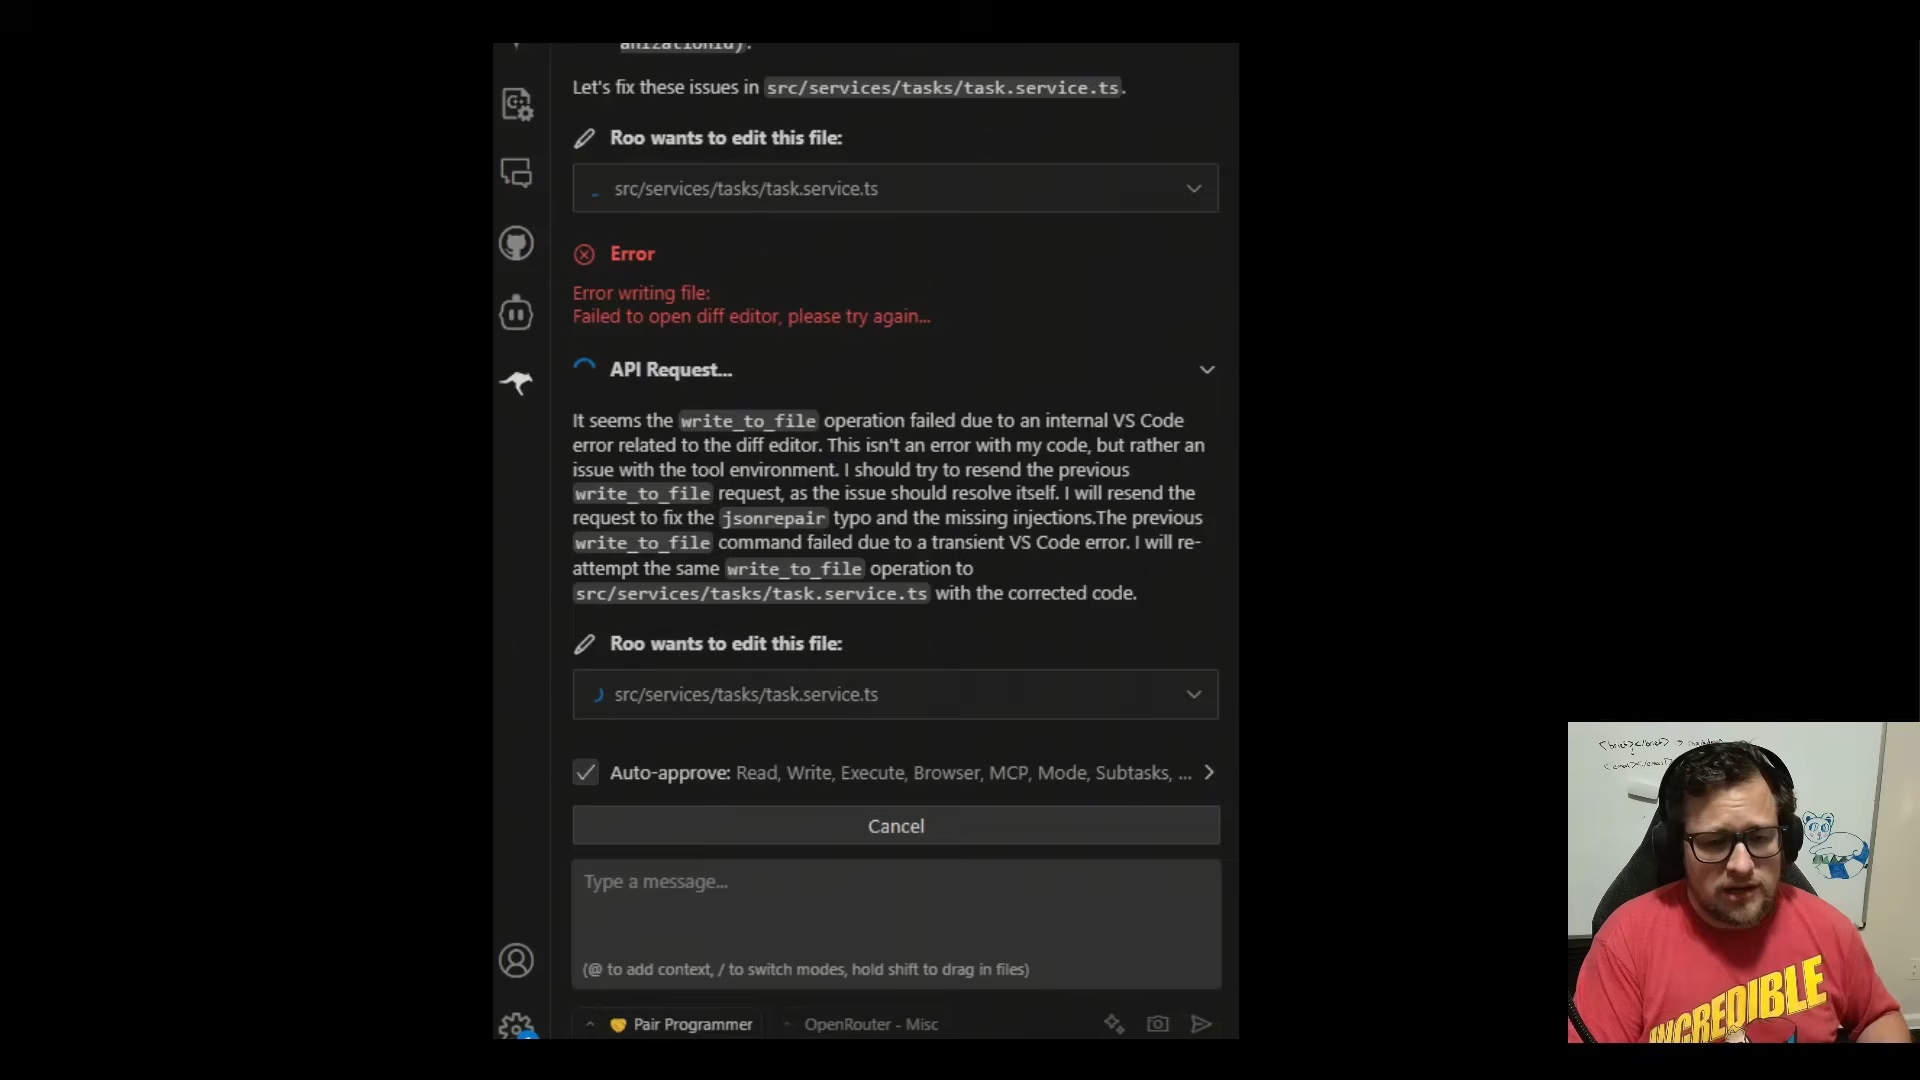 anizationId).
Let's fix these issues in src/services/tasks/task.service.ts.
Roo wants to edit this file:
src/services/tasks/task.service.ts
Error
Error writing file:
Failed to open diff editor, please try again...
API Request...
It seems the write_to_file operation failed due to an internal VS Code
error related to the diff editor. This isn't an error with my code, but rather an
issue with the tool environment. I should try to resend the previous
write_to_file request, as the issue should resolve itself. I will resend the
request to fix the jsonrepair typo and the missing injections.The previous
write_to_file command failed due to a transient VS Code error. I will re-
attempt the same write_to_file operation to
src/services/tasks/task.service.ts with the corrected code.
Roo wants to edit this file:
src/services/tasks/task.service.ts
Auto-approve: Read, Write, Execute, Browser, MCP, Mode, Subtasks, ...
Cancel
Type a message...
(@ to add context, / to switch modes, hold shift to drag in files)
Pair Programmer
OpenRouter - Misc
<brief></brief>
INCREDIBLE